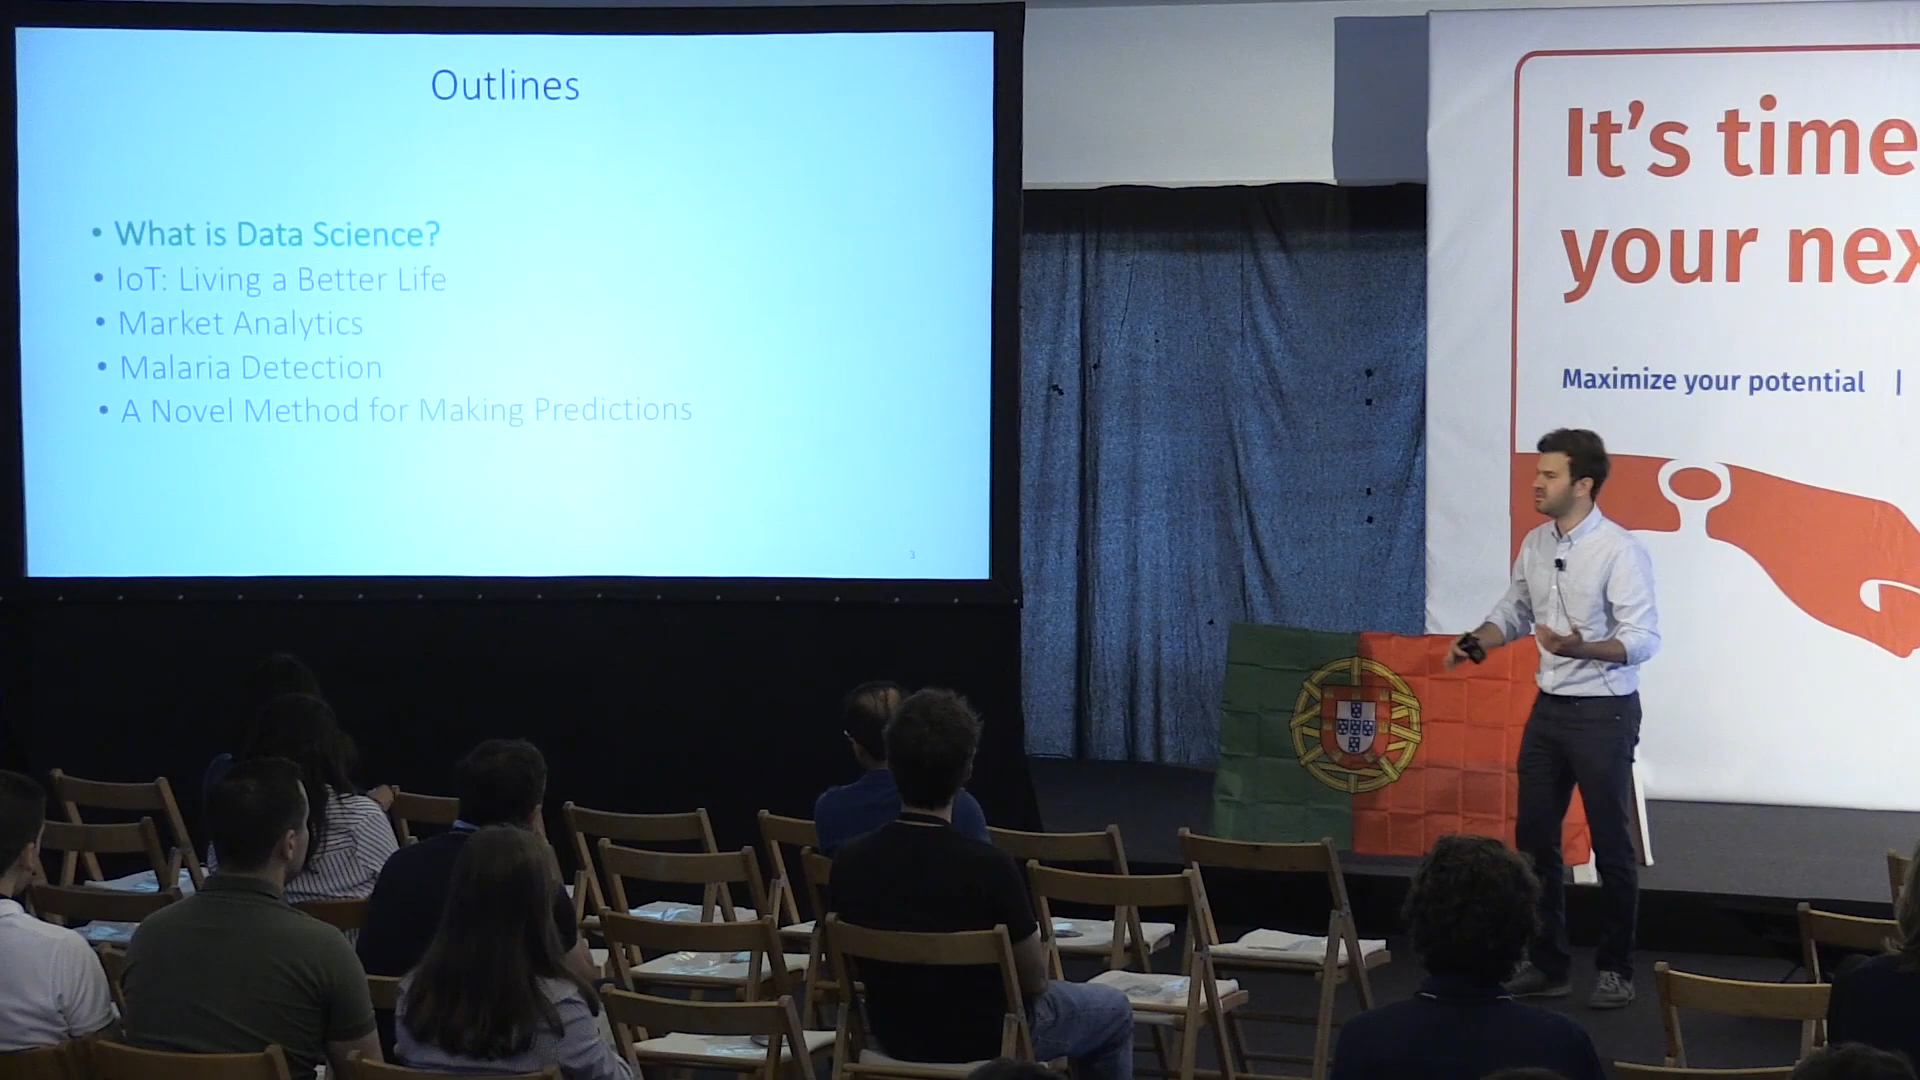 Outlines
• What is Data Science?
• IoT: Living a Better Life
• Market Analytics
• Malaria Detection
• A Novel Method for Making Predictions
3
It's time
your nex
Maximize your potential |